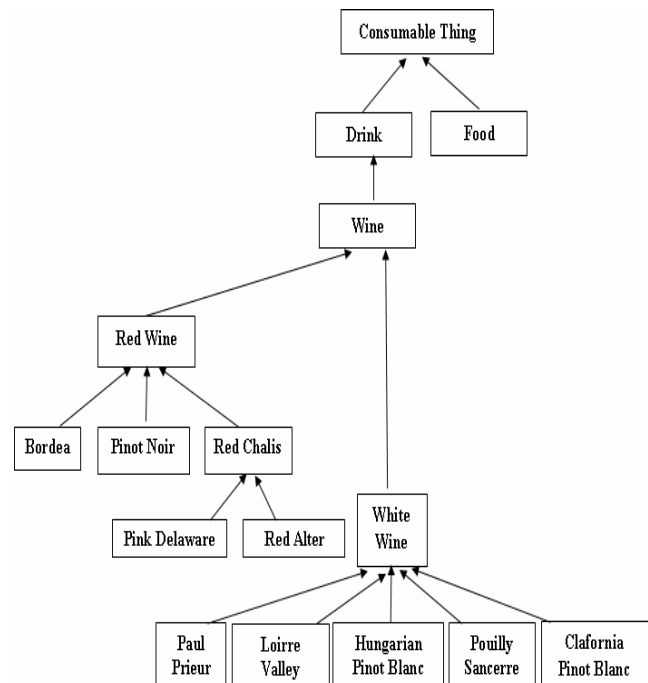 Consumable Thing
Drink
Food
Wine
Red Wine
Bordea
Pinot Noir
Red Chalis
Pink Delaware
Red Alter
White
Wine
Paul
Prieur
Loirre
Valley
Hungarian
Pinot Blanc
Pouilly
Sancerre
Clafornia
Pinot Blanc